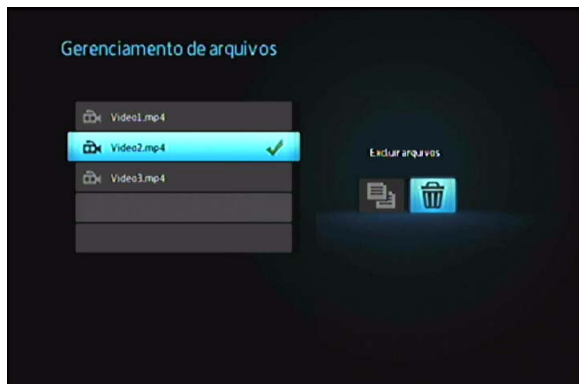 Gerenciamento de arquivos
Video1.mp4
Video2.mp4
Video3.mp4
Excluir arquivos